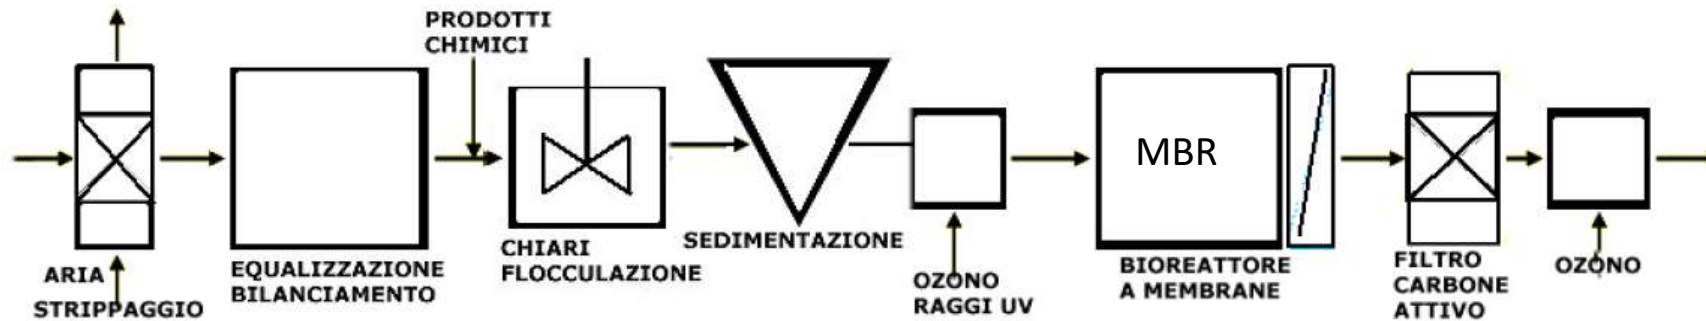 PRODOTTI
CHIMICI
MBR
ARIA
STRIPPAGGIO
EQUALIZZAZIONE
BILANCIAMENTO
CHIARI
FLOCCULAZIONE
SEDIMENTAZIONE
OZONO
RAGGI UV
BIOREATTORE
A MEMBRANE
FILTRO
CARBONE
ATTIVO
OZONO